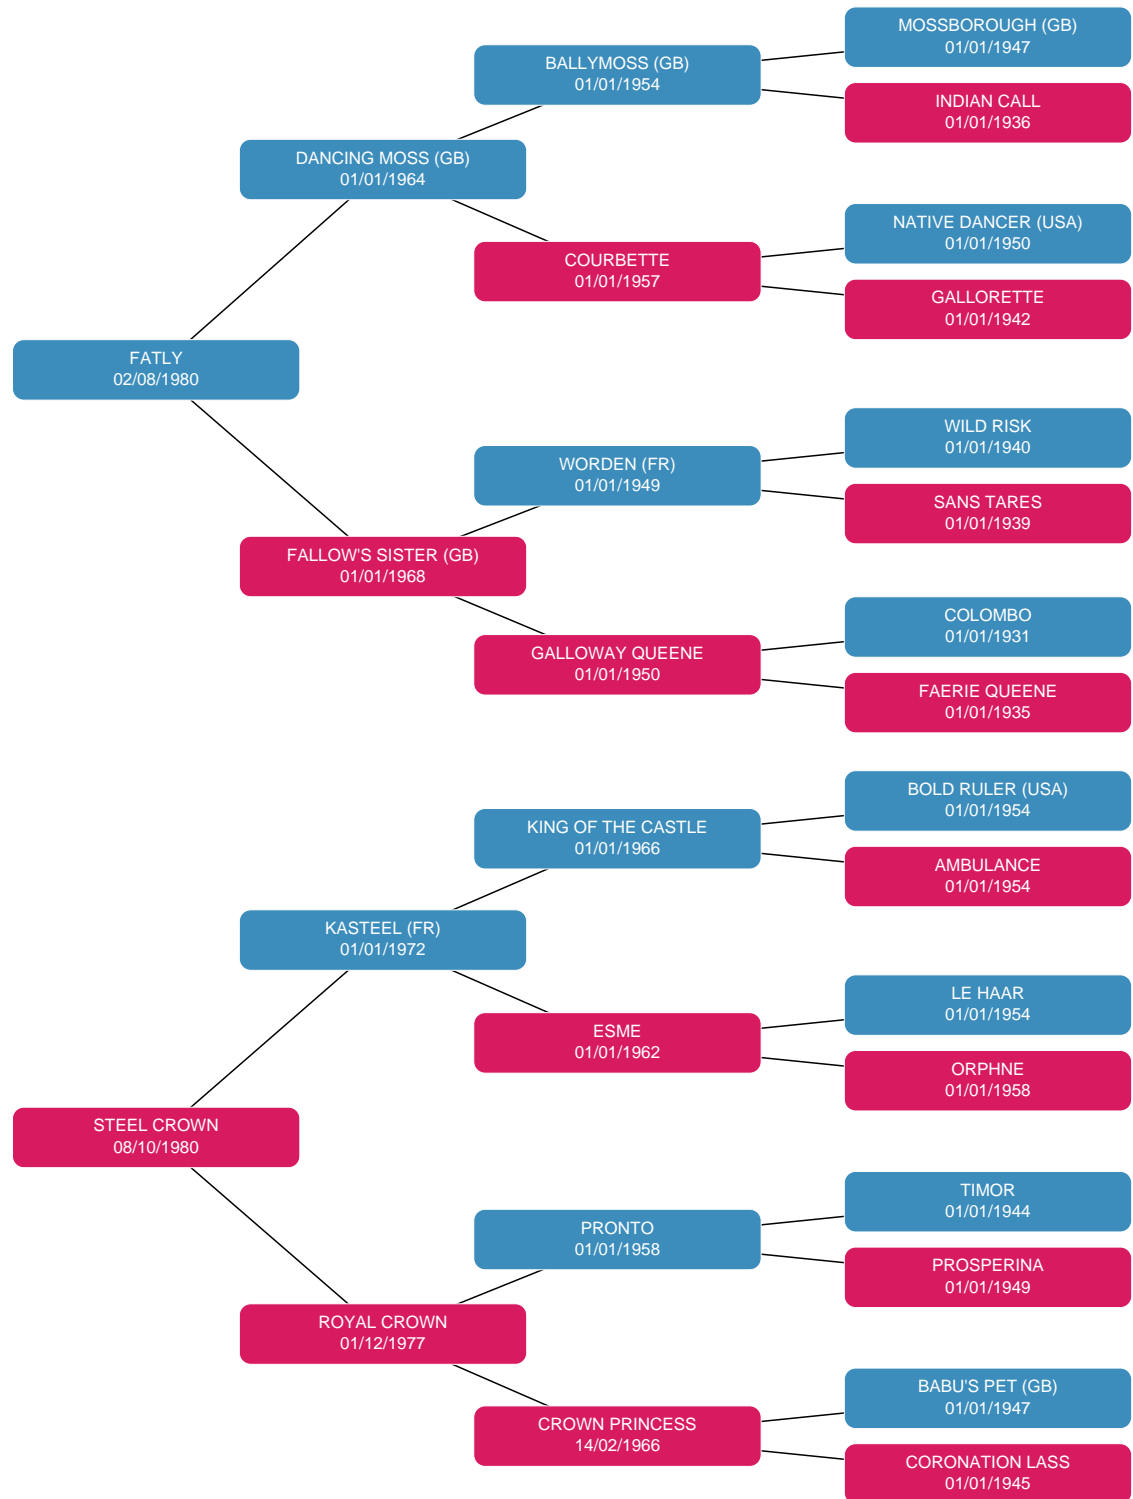 MOSSBOROUGH (GB)
01/01/1947
BALLYMOSS (GB)
01/01/1954
INDIAN CALL
01/01/1936
DANCING MOSS (GB)
01/01/1964
NATIVE DANCER (USA)
01/01/1950
COURBETTE
01/01/1957
GALLORETTE
01/01/1942
FATLY
02/08/1980
WILD RISK
01/01/1940
WORDEN (FR)
01/01/1949
SANS TARES
01/01/1939
FALLOW'S SISTER (GB)
01/01/1968
COLOMBO
01/01/1931
GALLOWAY QUEENE
01/01/1950
FAERIE QUEENE
01/01/1935
BOLD RULER (USA)
01/01/1954
KING OF THE CASTLE
01/01/1966
AMBULANCE
01/01/1954
KASTEEL (FR)
01/01/1972
LE HAAR
01/01/1954
ESME
01/01/1962
ORPHNE
01/01/1958
STEEL CROWN
08/10/1980
TIMOR
01/01/1944
PRONTO
01/01/1958
PROSPERINA
01/01/1949
ROYAL CROWN
01/12/1977
BABU'S PET (GB)
01/01/1947
CROWN PRINCESS
14/02/1966
CORONATION LASS
01/01/1945